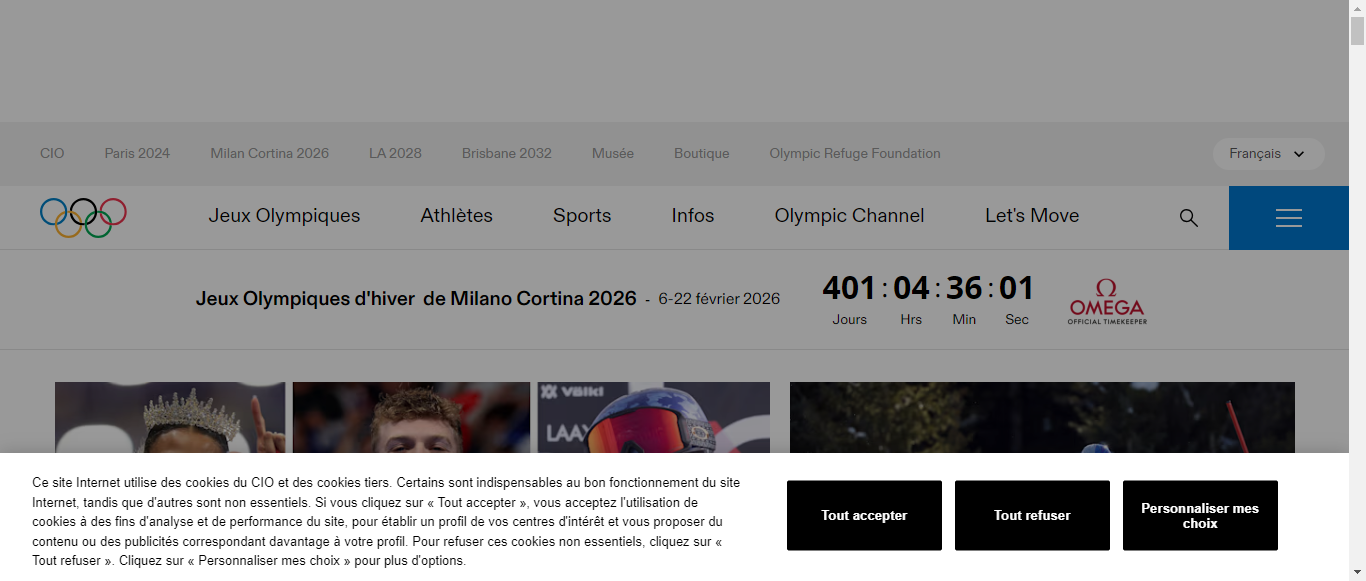 CIO Paris 2024 Milan Cortina 2026 LA 2028 Brisbane 2032 Musée Boutique Olympic Refuge Foundation Français
Jeux Olympiques Athlètes Sports Infos Olympic Channel Let's Move
Jeux Olympiques d'hiver de Milano Cortina 2026 - 6-22 février 2026
401 : 04 : 36 : 01
Jours Hrs Min Sec
Ω
OMEGA
OFFICIAL TIMEKEEPER
Völkl
LAAX
Ce site Internet utilise des cookies du CIO et des cookies tiers. Certains sont indispensables au bon fonctionnement du site
Internet, tandis que d'autres sont non essentiels. Si vous cliquez sur « Tout accepter », vous acceptez l'utilisation de
cookies à des fins d'analyse et de performance du site, pour établir un profil de vos centres d'intérêt et vous proposer du
contenu ou des publicités correspondant davantage à votre profil. Pour refuser ces cookies non essentiels, cliquez sur «
Tout refuser ». Cliquez sur « Personnaliser mes choix » pour plus d'options.
Tout accepter
Tout refuser
Personnaliser mes
choix